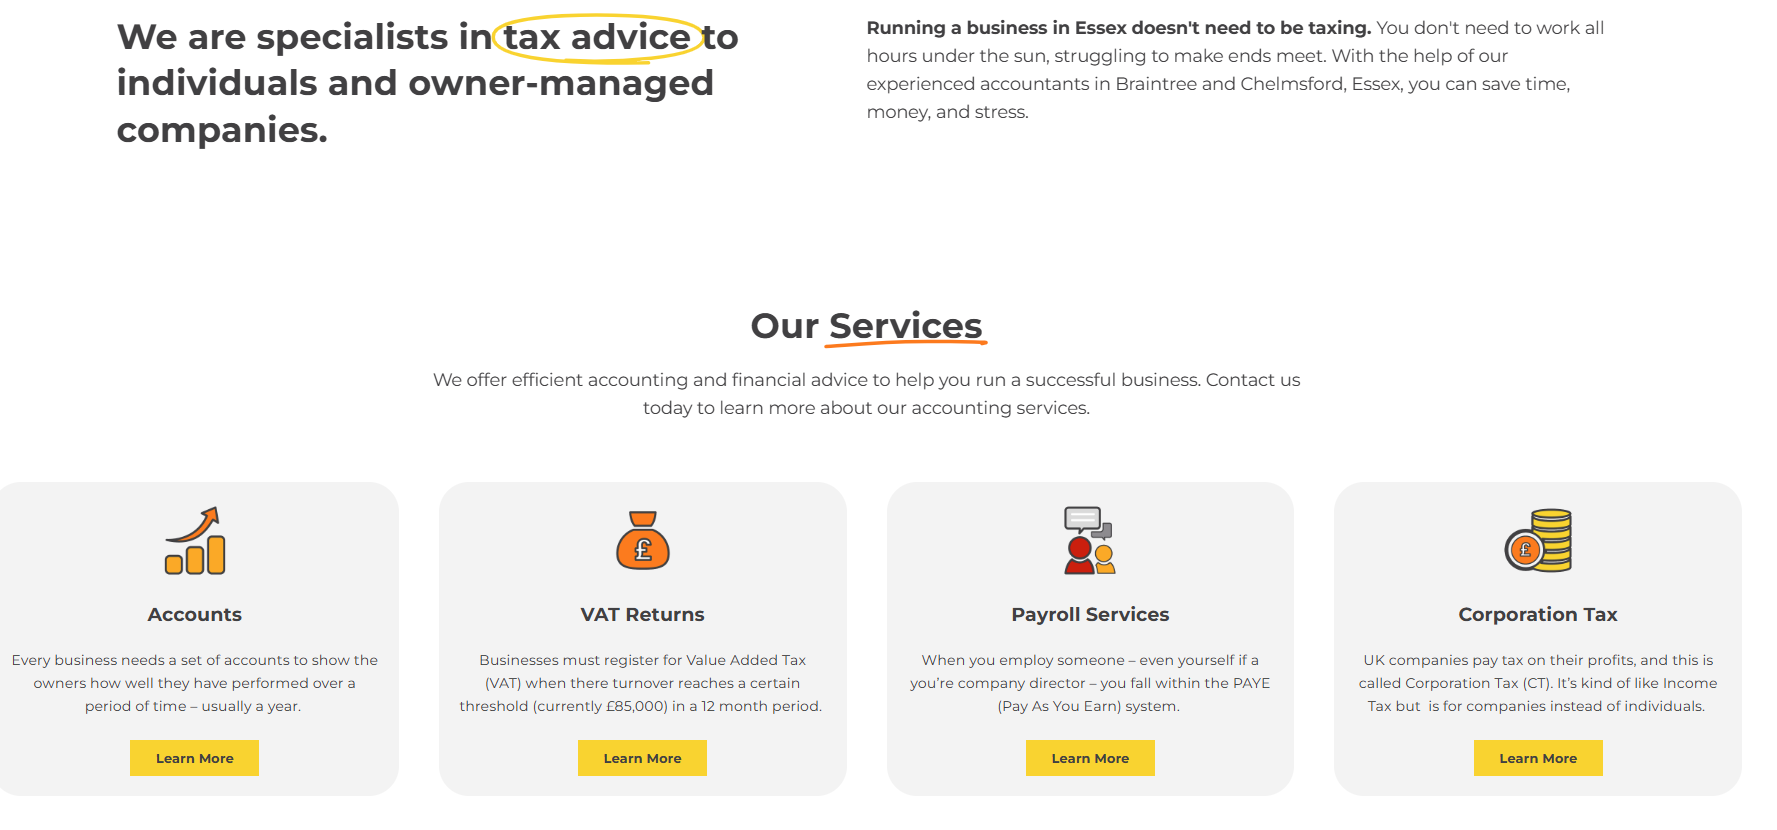 We are specialists in tax advice to
individuals and owner-managed
companies.
Running a business in Essex doesn't need to be taxing. You don't need to work all
hours under the sun, struggling to make ends meet. With the help of our
experienced accountants in Braintree and Chelmsford, Essex, you can save time,
money, and stress.
Our Services
We offer efficient accounting and financial advice to help you run a successful business. Contact us
today to learn more about our accounting services.
Accounts
Every business needs a set of accounts to show the
owners how well they have performed over a
period of time – usually a year.
Learn More
£
VAT Returns
Businesses must register for Value Added Tax
(VAT) when there turnover reaches a certain
threshold (currently £85,000) in a 12 month period.
Learn More
Payroll Services
When you employ someone – even yourself if a
you’re company director – you fall within the PAYE
(Pay As You Earn) system.
Learn More
£
Corporation Tax
UK companies pay tax on their profits, and this is
called Corporation Tax (CT). It’s kind of like Income
Tax but  is for companies instead of individuals.
Learn More